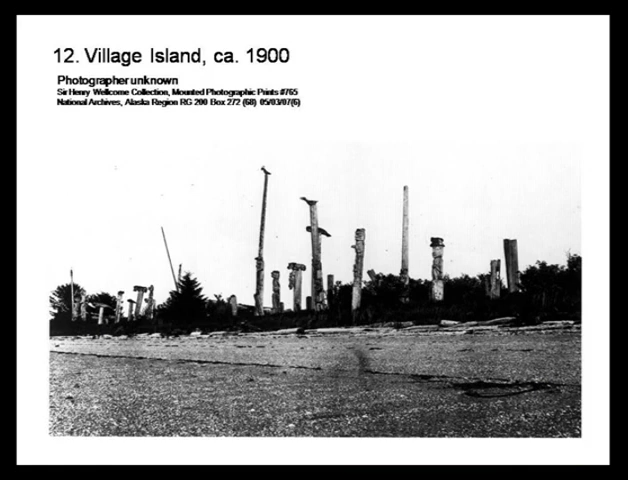 12. Village Island, ca. 1900
Photographer unknown
Sir Henry Wellcome Collection, Mounted Photographic Prints #765
National Archives, Alaska Region RG 200 Box 272 (68) 05/03/07(6)